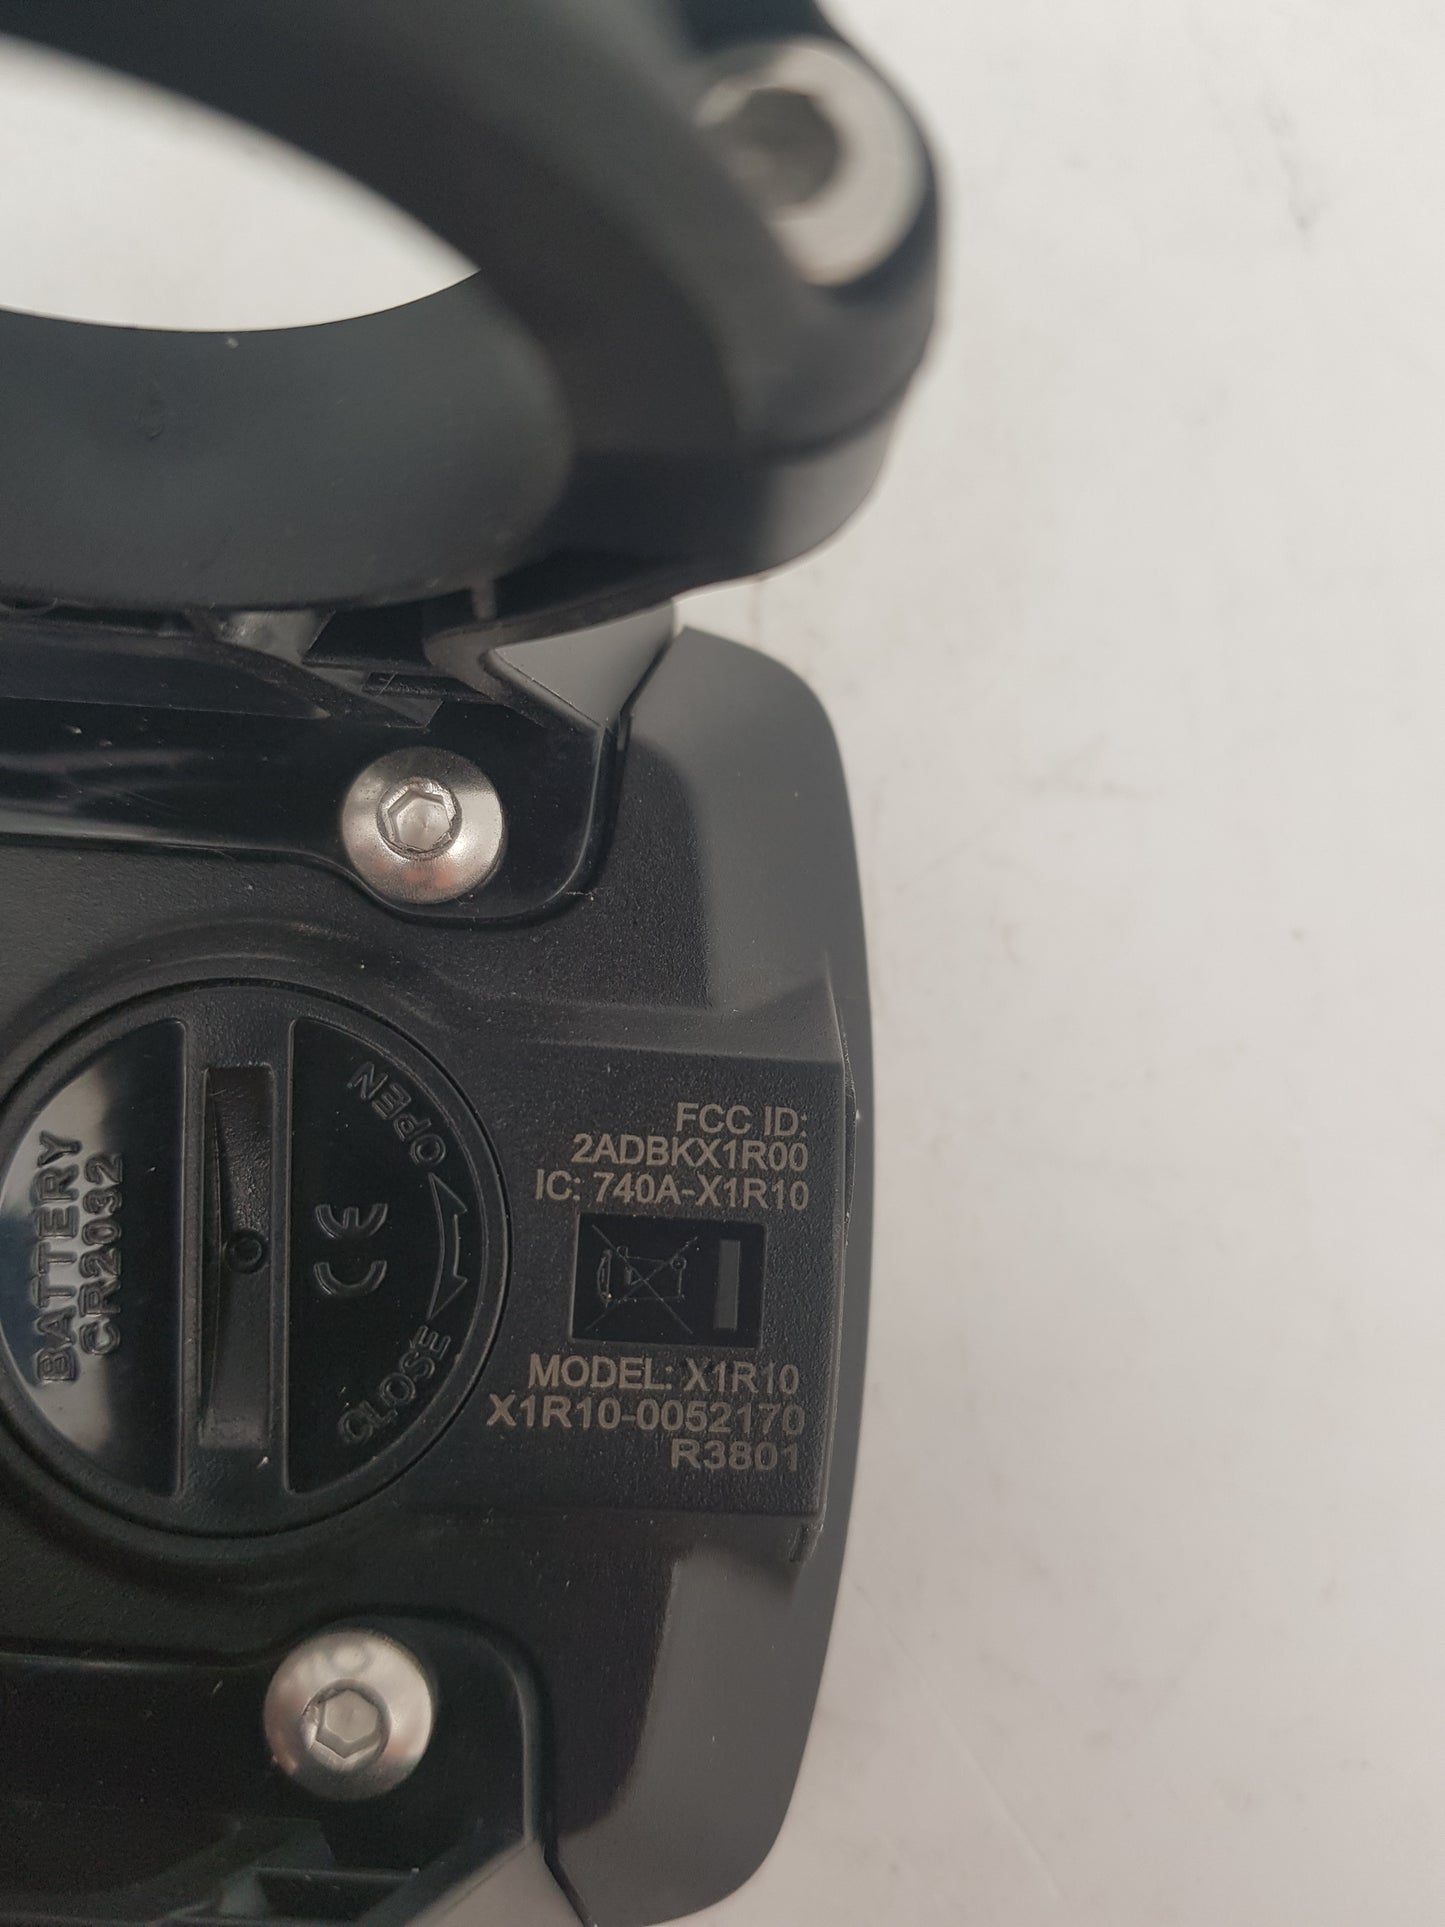 FCC ID:
2ADBKX1R00
IC: 740A-X1R10
MODEL: X1R10
X1R10-0052170
R3801
BATTERY
CR2032
OPEN
CE
CLOSE